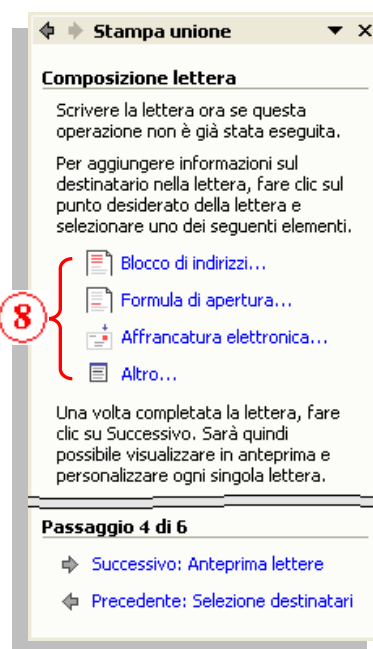 Stampa unione
Composizione lettera
Scrivere la lettera ora se questa
operazione non è già stata eseguita.
Per aggiungere informazioni sul
destinatario nella lettera, fare clic sul
punto desiderato della lettera e
selezionare uno dei seguenti elementi.
Blocco di indirizzi...
Formula di apertura...
8
Affrancatura elettronica...
Altro...
Una volta completata la lettera, fare
clic su Successivo. Sarà quindi
possibile visualizzare in anteprima e
personalizzare ogni singola lettera.
Passaggio 4 di 6
Successivo: Anteprima lettere
Precedente: Selezione destinatari